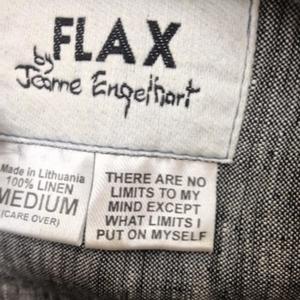 FLAX
by
Jeanne Engelhart
Made in Lithuania
100% LINEN
MEDIUM
(CARE OVER)
THERE ARE NO
LIMITS TO MY
MIND EXCEPT
WHAT LIMITS I
PUT ON MYSELF